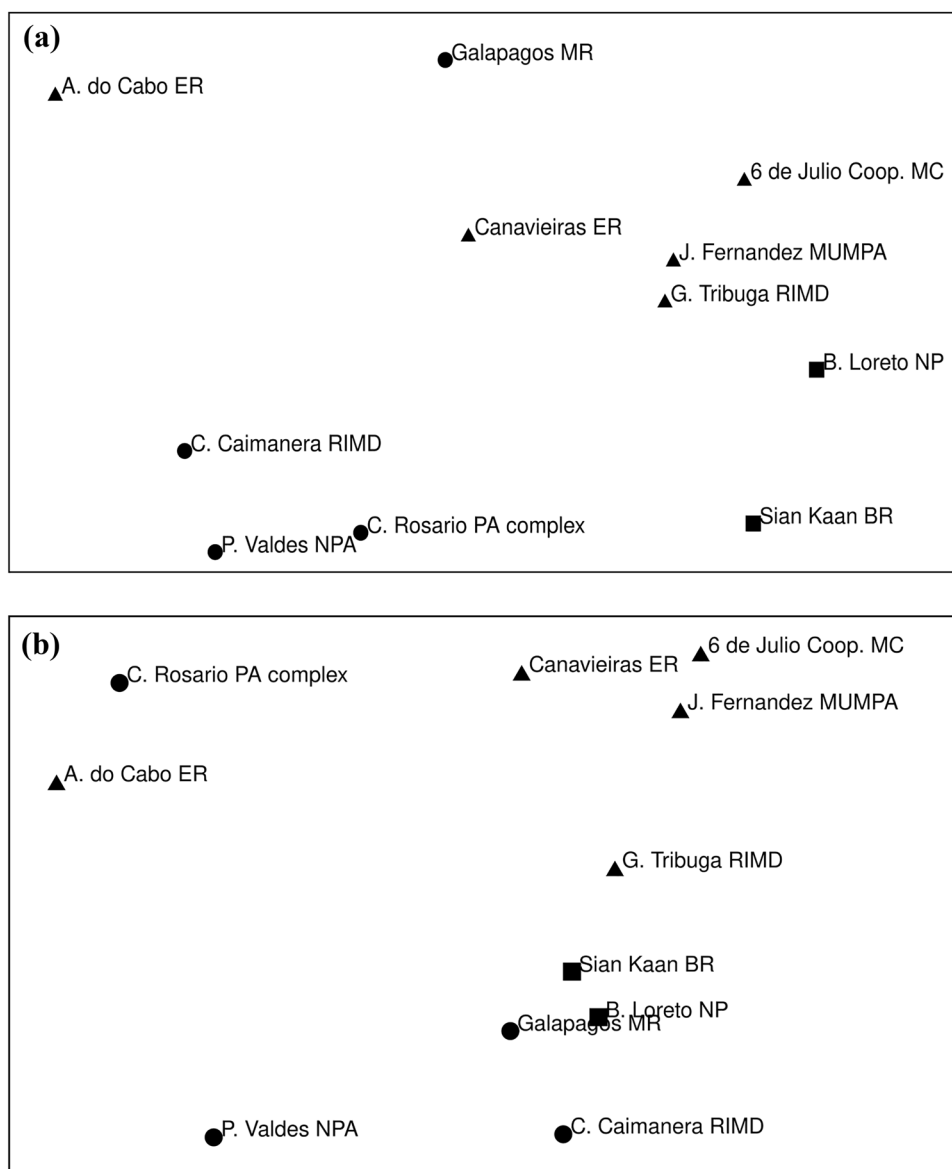 (a)
Galapagos MR
A. do Cabo ER
6 de Julio Coop. MC
Canavieiras ER
J. Fernandez MUMPA
G. Tribuga RIMD
B. Loreto NP
C. Caimanera RIMD
Sian Kaan BR
C. Rosario PA complex
P. Valdes NPA
(b)
6 de Julio Coop. MC
Canavieiras ER
C. Rosario PA complex
J. Fernandez MUMPA
A. do Cabo ER
G. Tribuga RIMD
Sian Kaan BR
B. Loreto NP
Galapagos MR
C. Caimanera RIMD
P. Valdes NPA